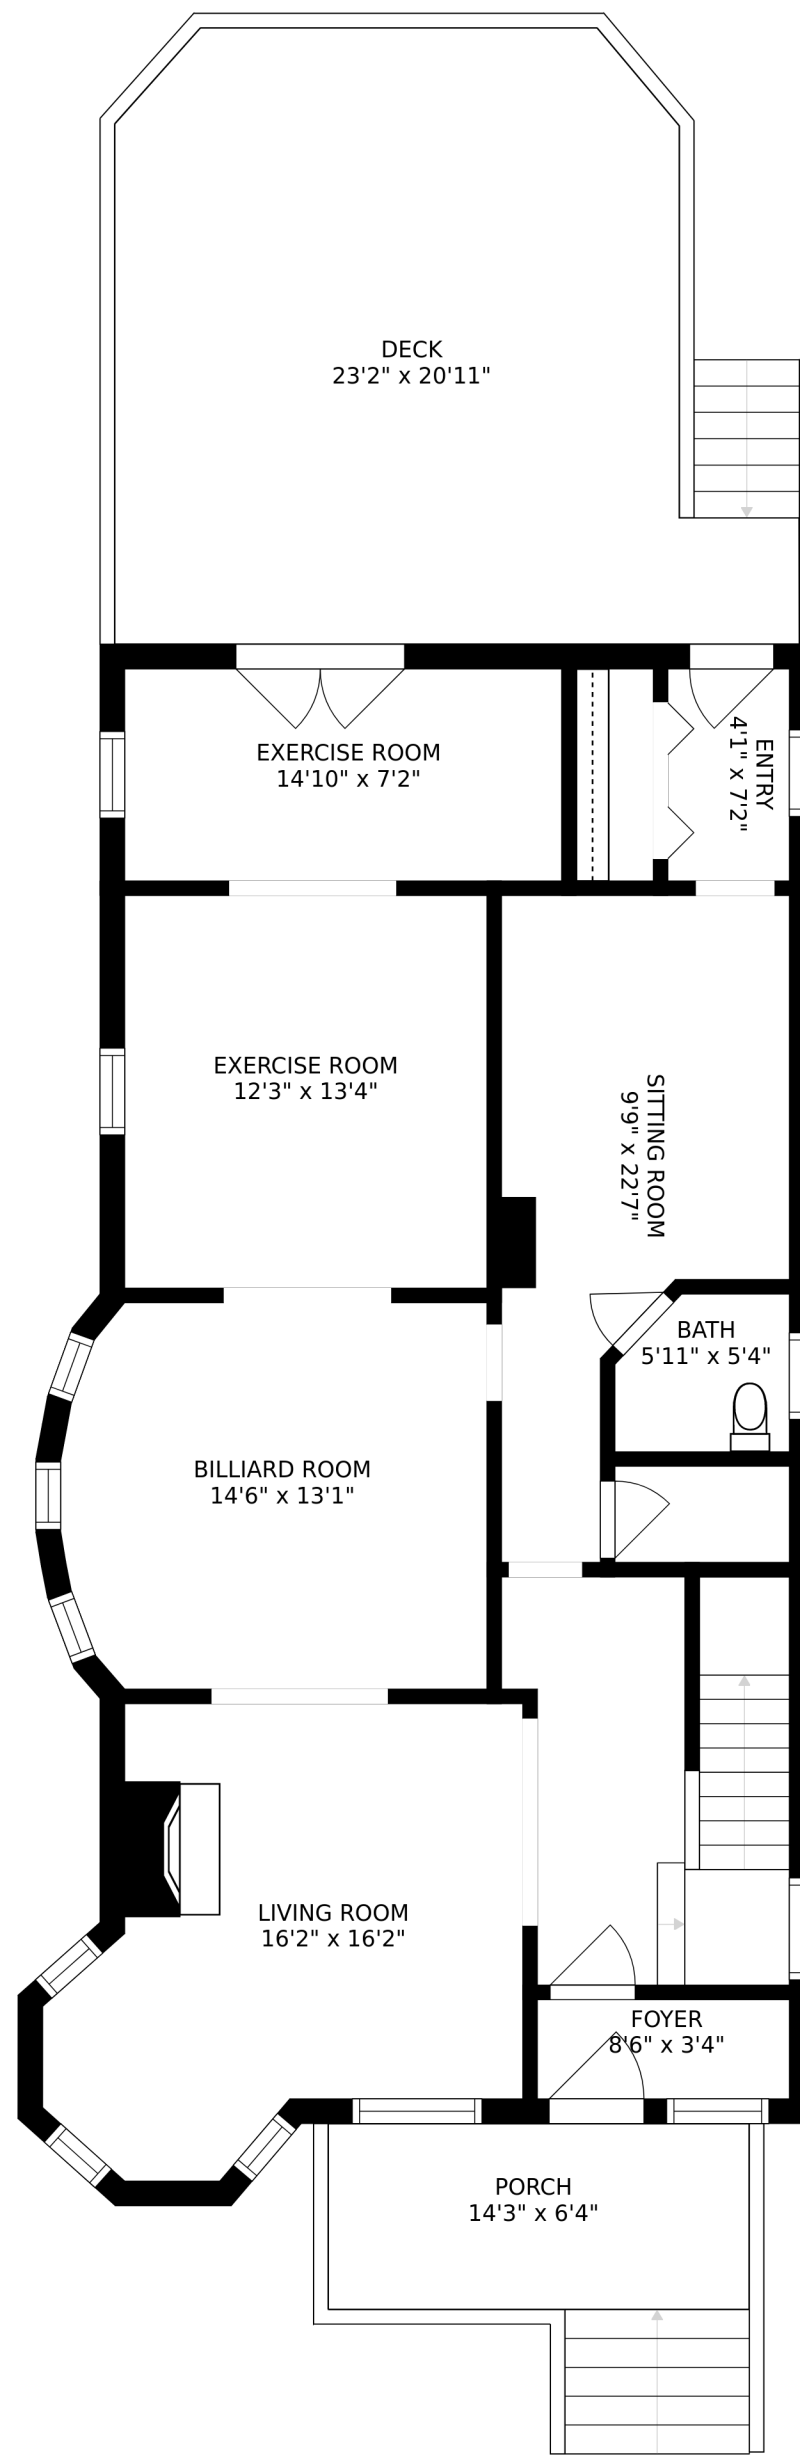 DECK
23'2" x 20'11"
EXERCISE ROOM
14'10" x 7'2"
ENTRY
4'1" x 7'2"
EXERCISE ROOM
12'3" x 13'4"
SITTING ROOM
9'9" x 22'7"
BATH
5'11" x 5'4"
BILLIARD ROOM
14'6" x 13'1"
LIVING ROOM
16'2" x 16'2"
FOYER
8'6" x 3'4"
PORCH
14'3" x 6'4"